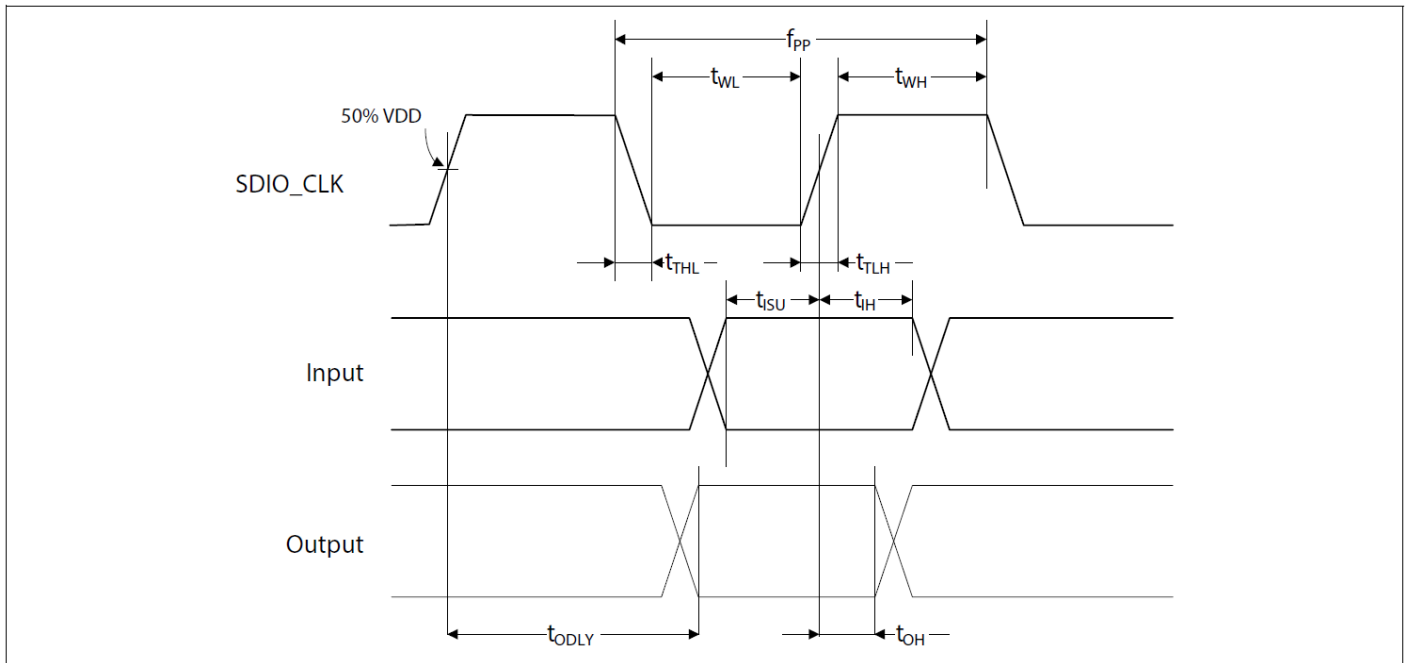 fPP
tWL
tWH
50% VDD
SDIO_CLK
tTHL
tTLH
tISU
tIH
Input
Output
tODLY
tOH